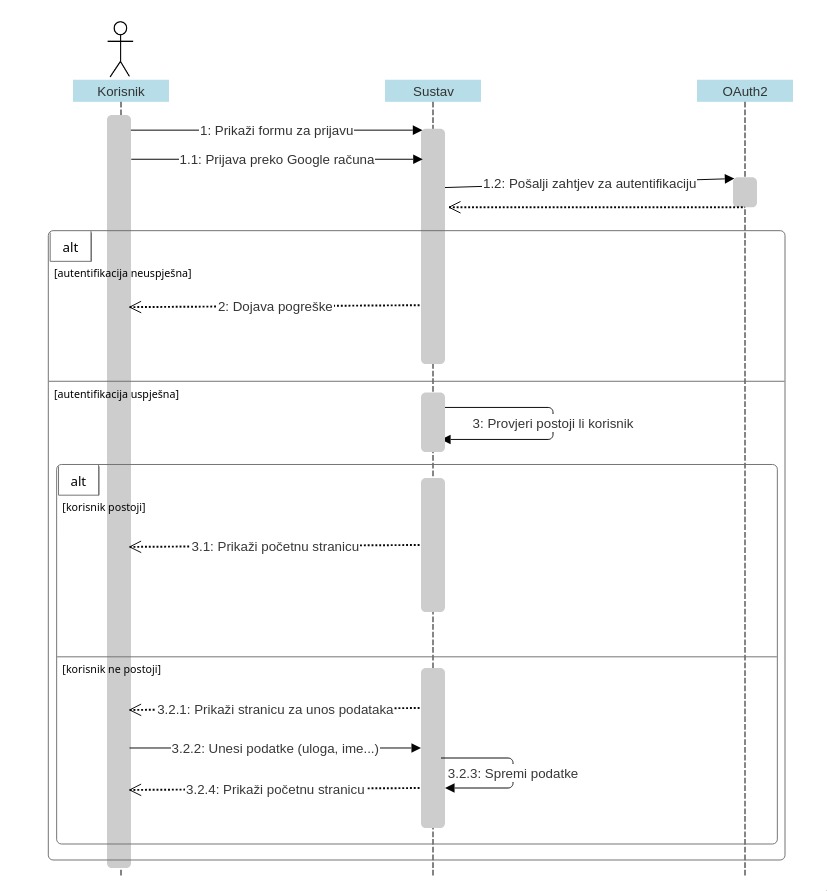 Korisnik
Sustav
OAuth2
1: Prikaži formu za prijavu
1.1: Prijava preko Google računa
1.2: Pošalji zahtjev za autentifikaciju
alt
[autentifikacija neuspješna]
2: Dojava pogreške
[autentifikacija uspješna]
3: Provjeri postoji li korisnik
alt
[korisnik postoji]
3.1: Prikaži početnu stranicu
[korisnik ne postoji]
3.2.1: Prikaži stranicu za unos podataka
3.2.2: Unesi podatke (uloga, ime...)
3.2.3: Spremi podatke
3.2.4: Prikaži početnu stranicu